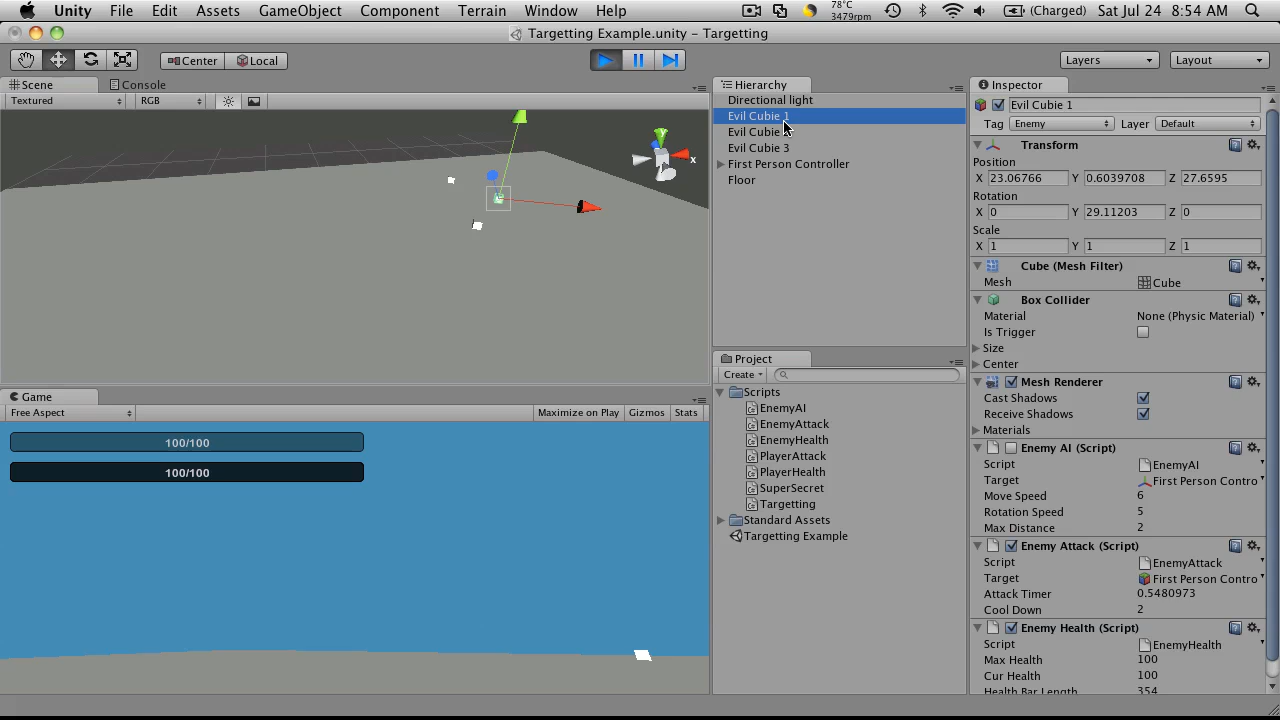 Unity File Edit Assets GameObject Component Terrain Window Help 78°C 3479rpm (Charged) Sat Jul 24 8:54 AM
Targetting Example.unity – Targetting
Center Local Layers Layout
Scene Console
Textured RGB
x
y
Game
Free Aspect Maximize on Play Gizmos Stats
100/100
100/100
Hierarchy
Directional light
Evil Cubie 1
Evil Cubie
Evil Cubie 3
First Person Controller
Floor
Project
Create
Scripts
EnemyAI
EnemyAttack
EnemyHealth
PlayerAttack
PlayerHealth
SuperSecret
Targetting
Standard Assets
Targetting Example
Inspector
Evil Cubie 1
Tag Enemy Layer Default
Transform
Position
X 23.06766 Y 0.6039708 Z 27.6595
Rotation
X 0 Y 29.11203 Z 0
Scale
X 1 Y 1 Z 1
Cube (Mesh Filter)
Mesh Cube
Box Collider
Material None (Physic Material)
Is Trigger
Size
Center
Mesh Renderer
Cast Shadows
Receive Shadows
Materials
Enemy AI (Script)
Script EnemyAI
Target First Person Contro
Move Speed 6
Rotation Speed 5
Max Distance 2
Enemy Attack (Script)
Script EnemyAttack
Target First Person Contro
Attack Timer 0.5480973
Cool Down 2
Enemy Health (Script)
Script EnemyHealth
Max Health 100
Cur Health 100
Health Bar Length 354